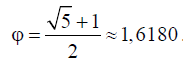 φ = (√5 + 1)/2 ≈ 1,6180.